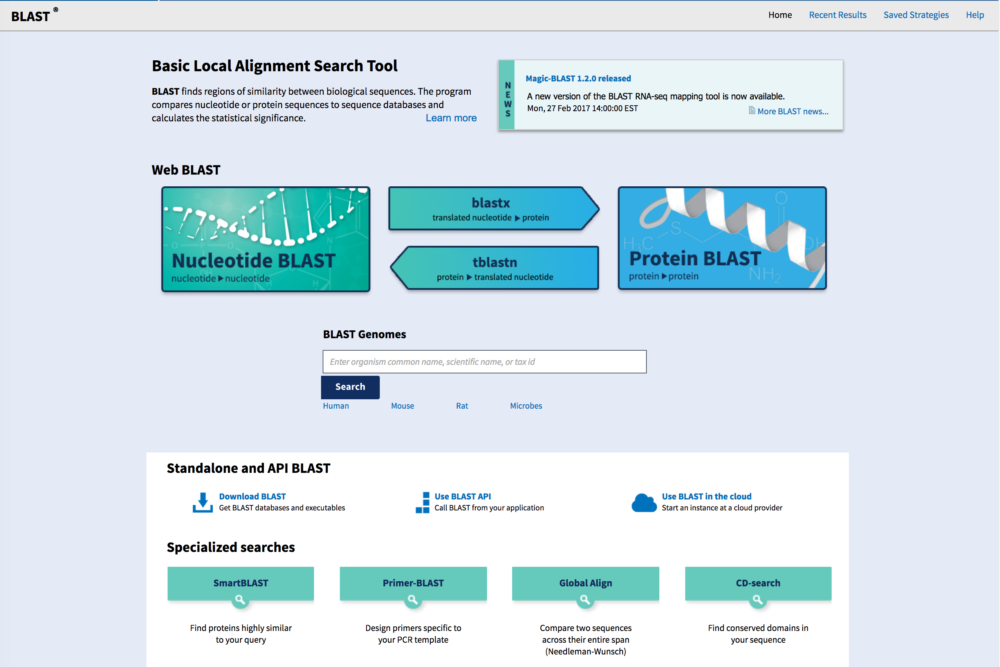 BLAST ®
Home Recent Results Saved Strategies Help
Basic Local Alignment Search Tool
BLAST finds regions of similarity between biological sequences. The program
compares nucleotide or protein sequences to sequence databases and
calculates the statistical significance. Learn more
NEWS
Magic-BLAST 1.2.0 released
A new version of the BLAST RNA-seq mapping tool is now available.
Mon, 27 Feb 2017 14:00:00 EST
More BLAST news...
Web BLAST
Nucleotide BLAST
nucleotide ▶ nucleotide
O P O N N OH O H H
blastx
translated nucleotide ▶ protein
tblastn
protein ▶ translated nucleotide
O S H3C OH NH2
Protein BLAST
protein ▶ protein
BLAST Genomes
Enter organism common name, scientific name, or tax id
Search
Human Mouse Rat Microbes
Standalone and API BLAST
Download BLAST
Get BLAST databases and executables
Use BLAST API
Call BLAST from your application
Use BLAST in the cloud
Start an instance at a cloud provider
Specialized searches
SmartBLAST
Find proteins highly similar
to your query
Primer-BLAST
Design primers specific to
your PCR template
Global Align
Compare two sequences
across their entire span
(Needleman-Wunsch)
CD-search
Find conserved domains in
your sequence